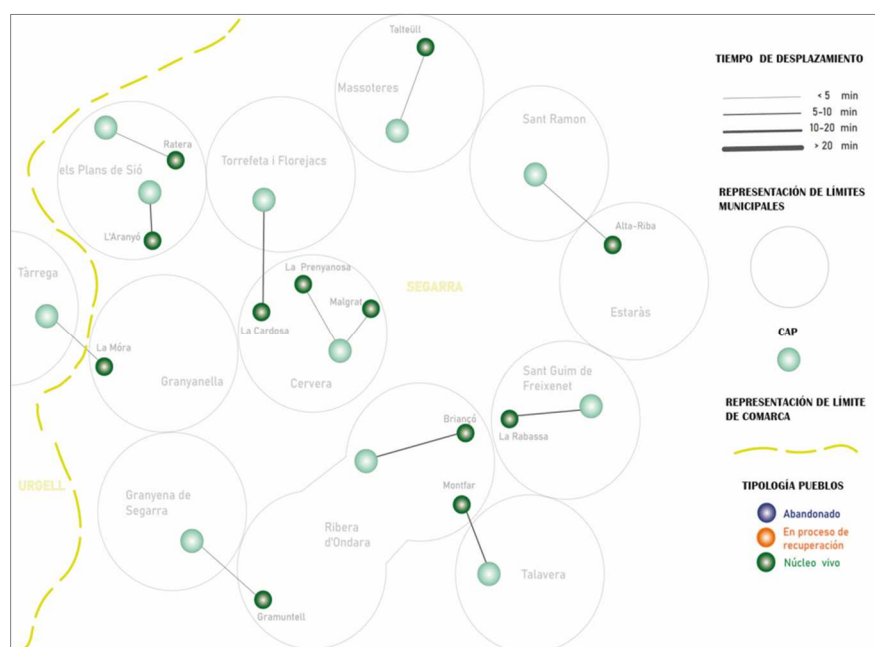 Talteüll
Massoteres
Sant Ramon
Ratera
els Plans de Sió
Torrefeta i Florejacs
L'Aranyó
Alta-Riba
Tàrrega
La Prenyanosa
SEGARRA
Malgrat
Estaràs
La Cardosa
La Móra
Granyanella
Cervera
Sant Guim de
Freixenet
Briançó
La Rabassa
URGELL
Granyena de
Segarra
Montfar
Ribera
d'Ondara
Talavera
Gramuntell
TIEMPO DE DESPLAZAMIENTO
< 5 min
5-10 min
10-20 min
> 20 min
REPRESENTACIÓN DE LÍMITES
MUNICIPALES
CAP
REPRESENTACIÓN DE LÍMITE
DE COMARCA
TIPOLOGÍA PUEBLOS
Abandonado
En proceso de
recuperación
Núcleo vivo